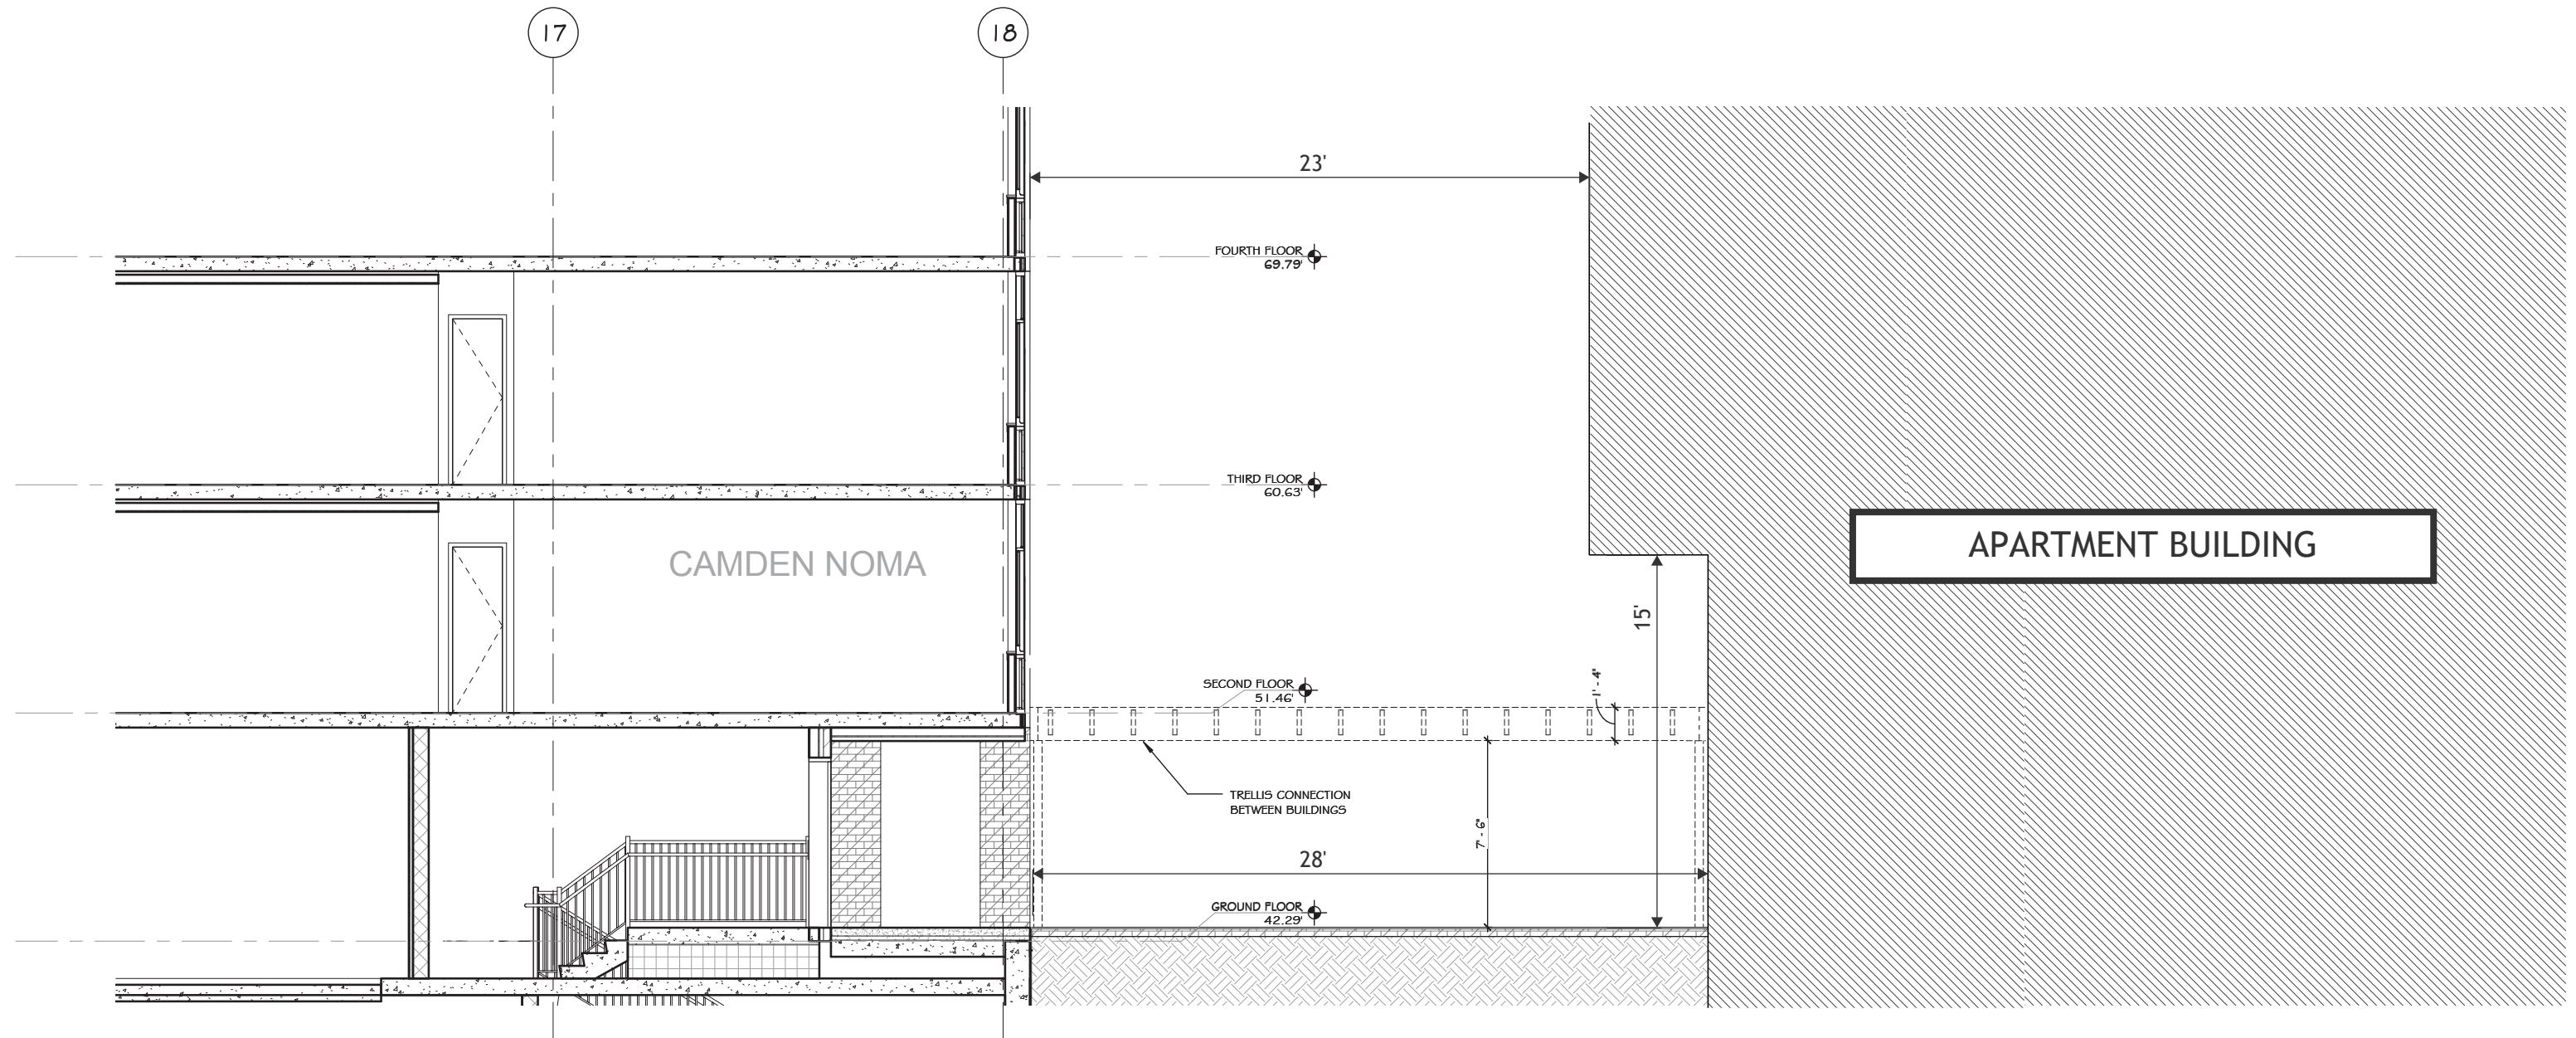 17
18
23'
FOURTH FLOOR
69.79'
THIRD FLOOR
60.63'
APARTMENT BUILDING
CAMDEN NOMA
15'
SECOND FLOOR
51.46'
1' - 4"
TRELLIS CONNECTION
BETWEEN BUILDINGS
7' - 6"
28'
GROUND FLOOR
42.29'